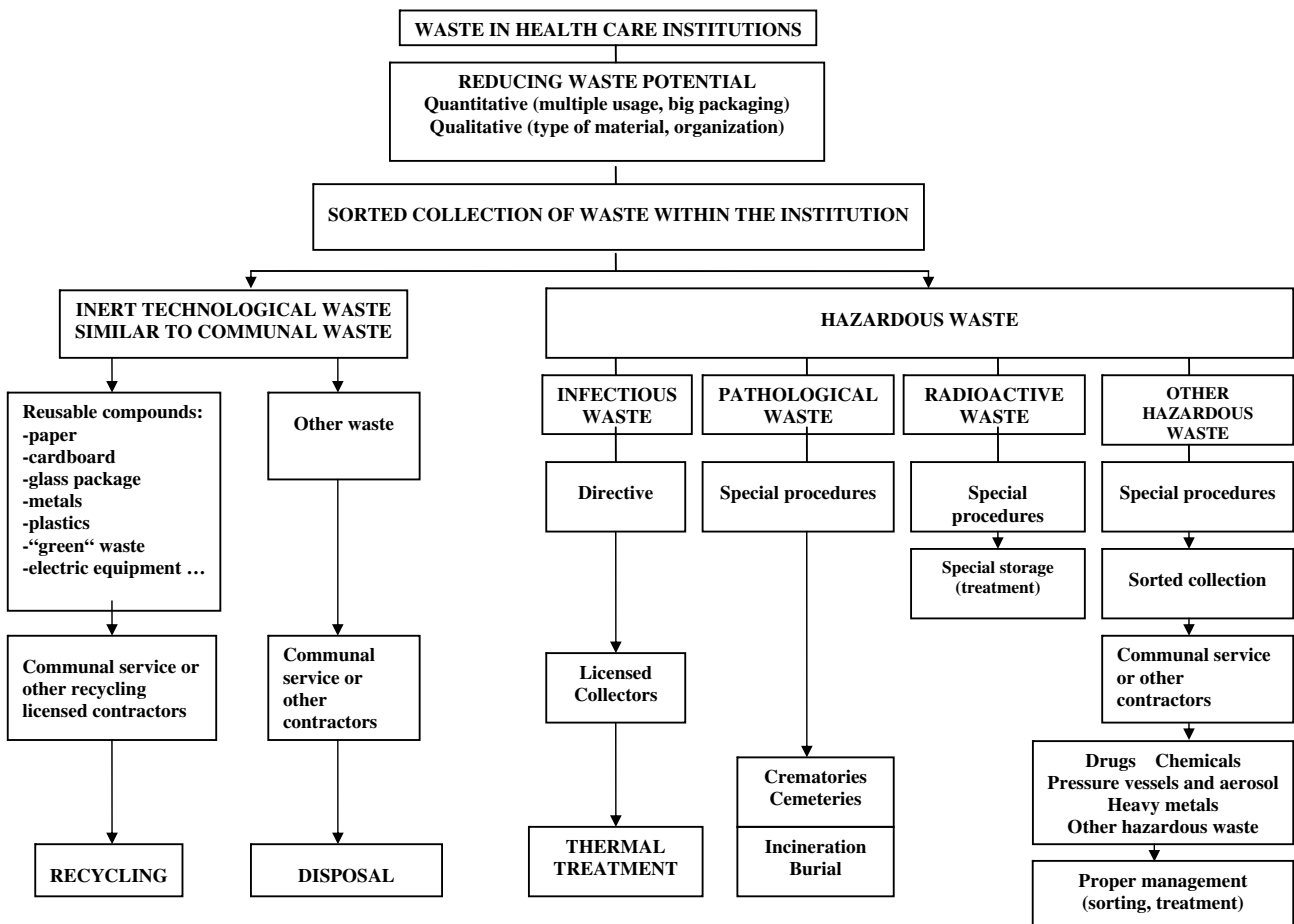 WASTE IN HEALTH CARE INSTITUTIONS
REDUCING WASTE POTENTIAL
Quantitative (multiple usage, big packaging)
Qualitative (type of material, organization)
SORTED COLLECTION OF WASTE WITHIN THE INSTITUTION
INERT TECHNOLOGICAL WASTE
SIMILAR TO COMMUNAL WASTE
HAZARDOUS WASTE
Reusable compounds:
-paper
-cardboard
-glass package
-metals
-plastics
-“green“ waste
-electric equipment …
Other waste
INFECTIOUS
WASTE
PATHOLOGICAL
WASTE
RADIOACTIVE
WASTE
OTHER
HAZARDOUS
WASTE
Directive
Special procedures
Special
procedures
Special procedures
Special storage
(treatment)
Sorted collection
Communal service or
other recycling
licensed contractors
Communal
service or
other
contractors
Licensed
Collectors
Communal service
or other
contractors
Crematories
Cemeteries
Drugs Chemicals
Pressure vessels and aerosol
Heavy metals
Other hazardous waste
RECYCLING
DISPOSAL
THERMAL
TREATMENT
Incineration
Burial
Proper management
(sorting, treatment)